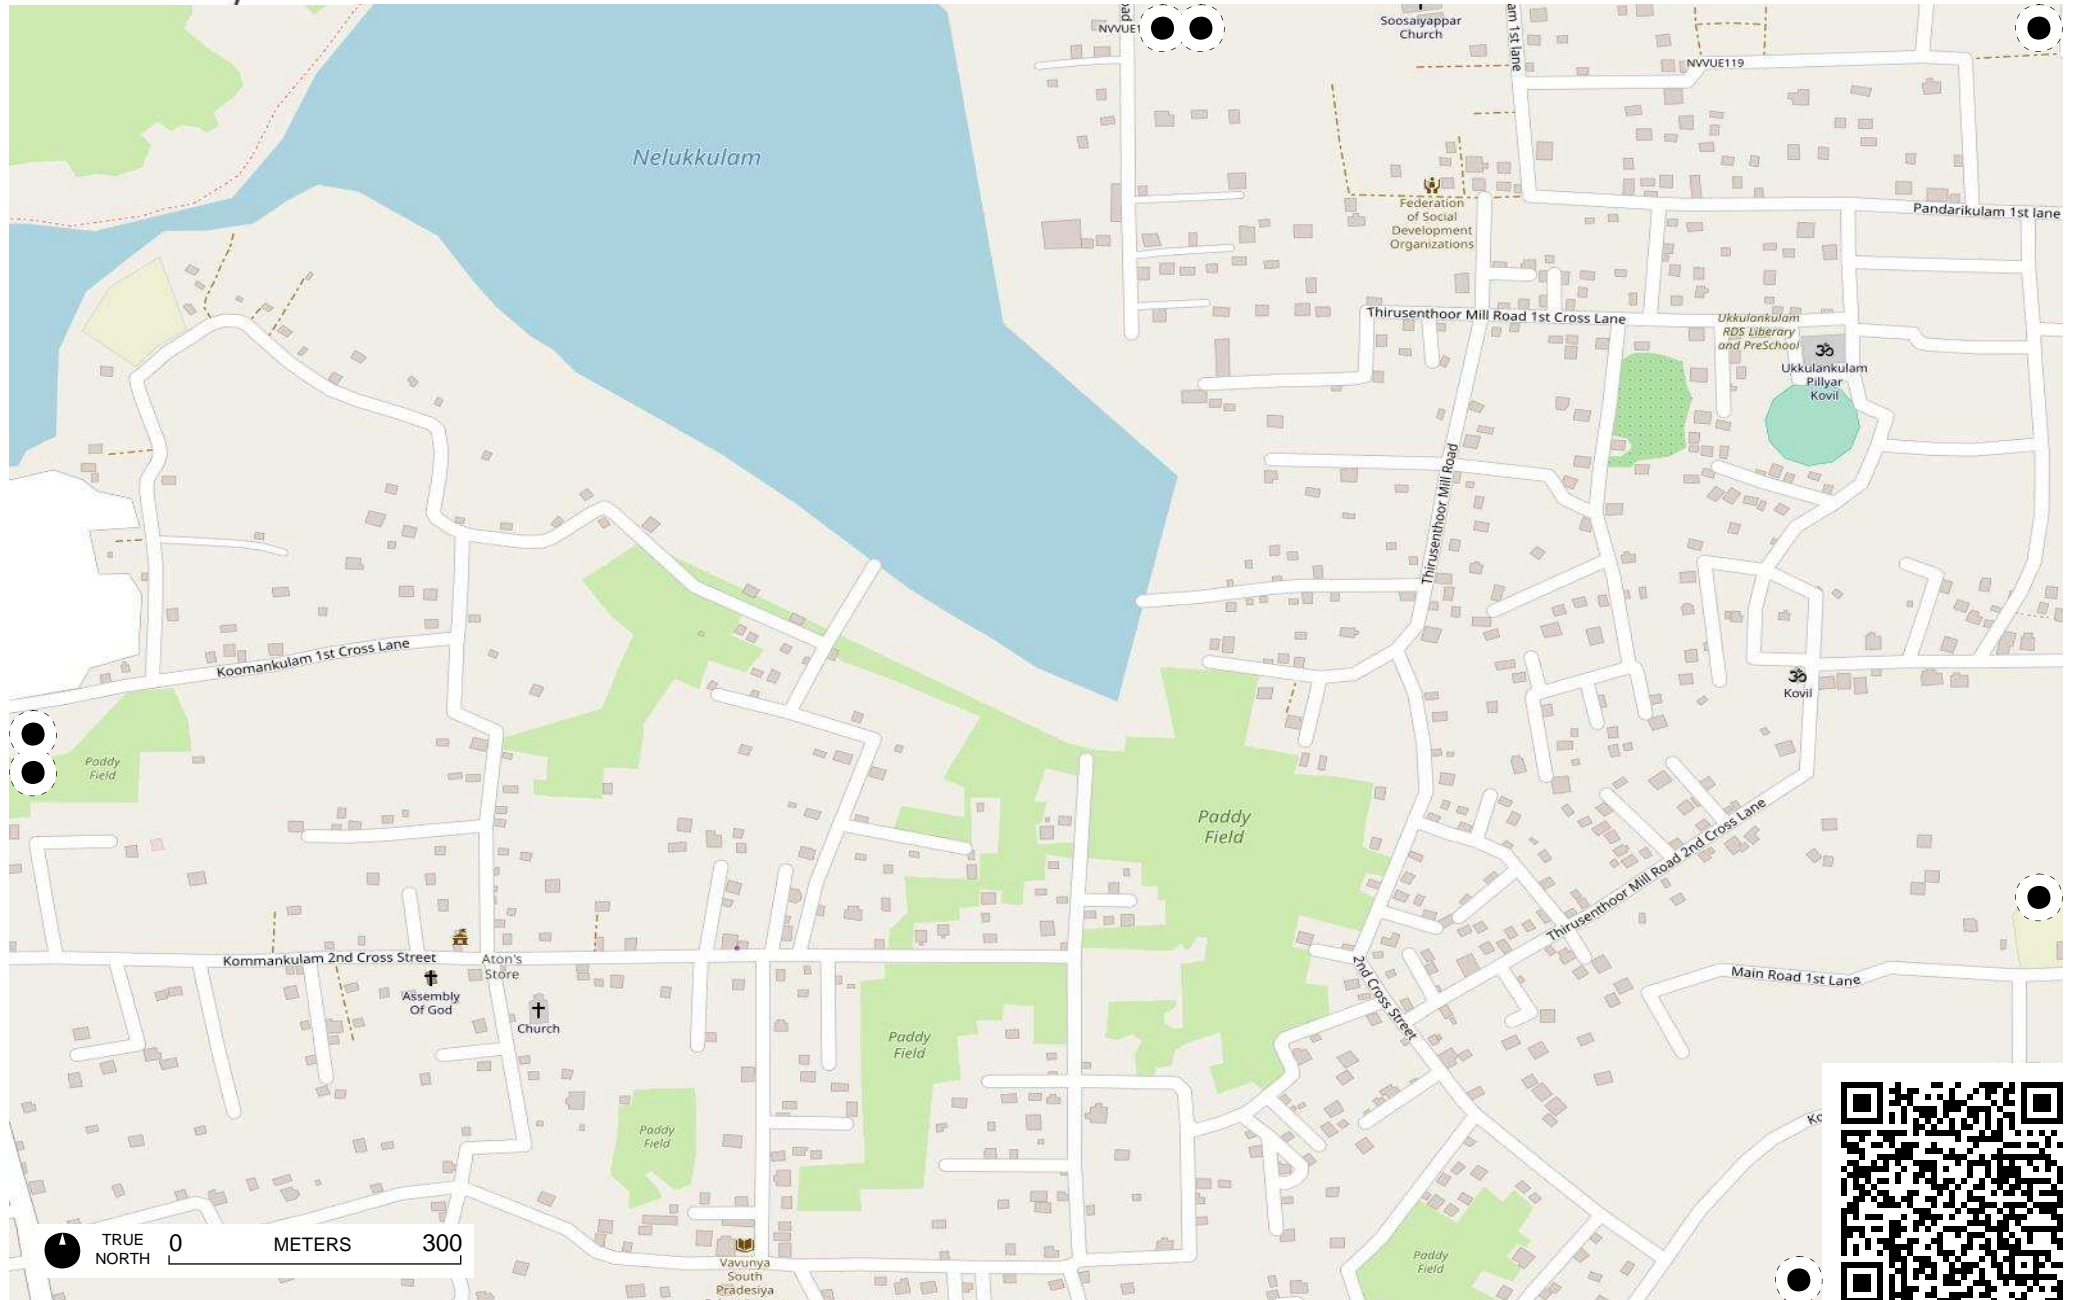 NVVUE1
Soosaiyappar
Church
am 1st lane
NVVUE119
Nelukkulam
Federation
of Social
Development
Organizations
Pandarikulam 1st lane
Thirusenthoor Mill Road 1st Cross Lane
Ukkulankulam
RDS Liberary
and PreSchool
Ukkulankulam
Pillyar
Kovil
Thirusenthoor Mill Road
Koomankulam 1st Cross Lane
Kovil
Paddy
Field
Paddy
Field
Thirusenthoor Mill Road 2nd Cross Lane
Kommankulam 2nd Cross Street
Aton's
Store
2nd Cross Street
Main Road 1st Lane
Assembly
Of God
Church
Paddy
Field
Paddy
Field
TRUE
NORTH
0 METERS 300
Vavunya
South
Pradesiya
Paddy
Field